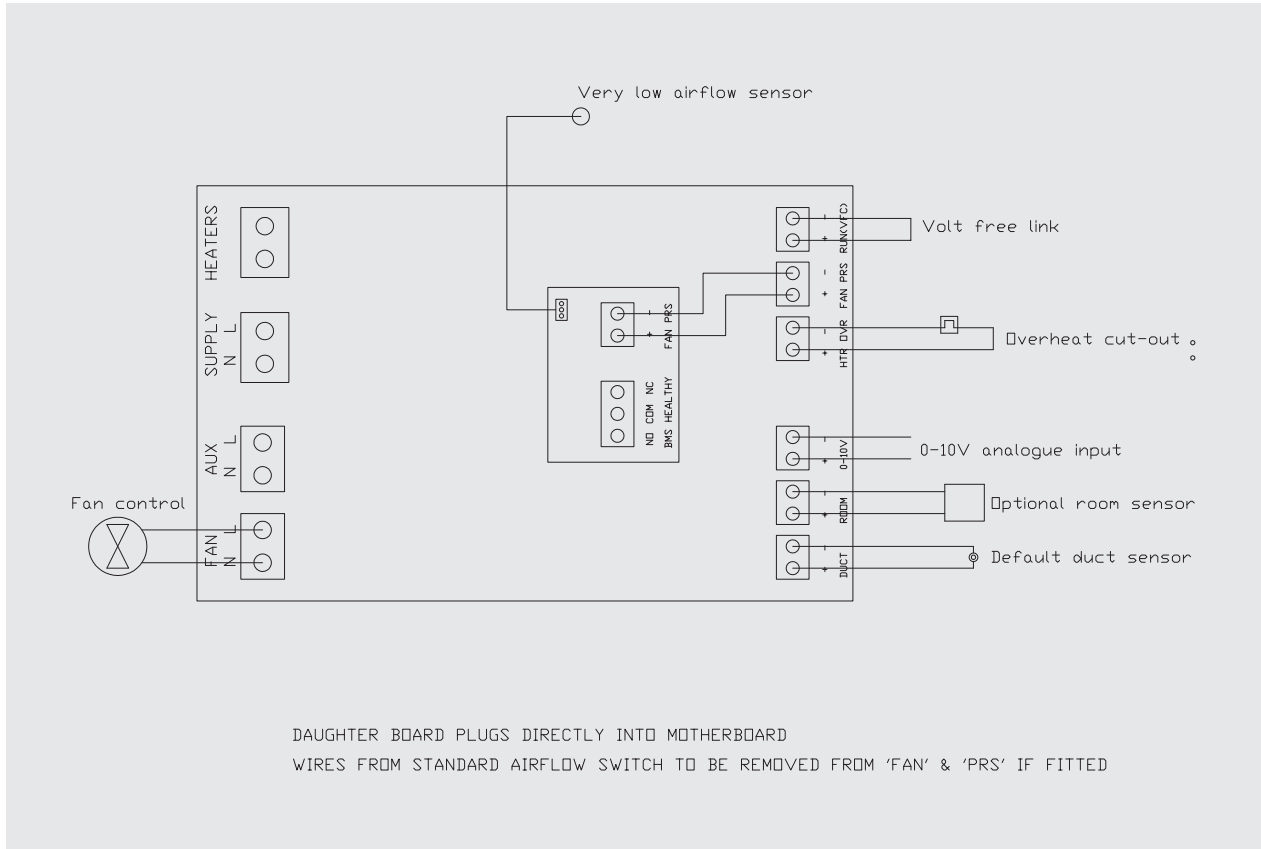 Very low airflow sensor
HEATERS
SUPPLY
N L
AUX
N L
Fan control
FAN
N L
- +
FAN PRS
NO COM NC
BMS HEALTHY
- +
RUN(VFC)
Volt free link
- +
FAN PRS
- +
HTR OVR
Overheat cut-out
- +
0-10V
0-10V analogue input
- +
ROOM
Optional room sensor
- +
DUCT
Default duct sensor
DAUGHTER BOARD PLUGS DIRECTLY INTO MOTHERBOARD
WIRES FROM STANDARD AIRFLOW SWITCH TO BE REMOVED FROM 'FAN' & 'PRS' IF FITTED